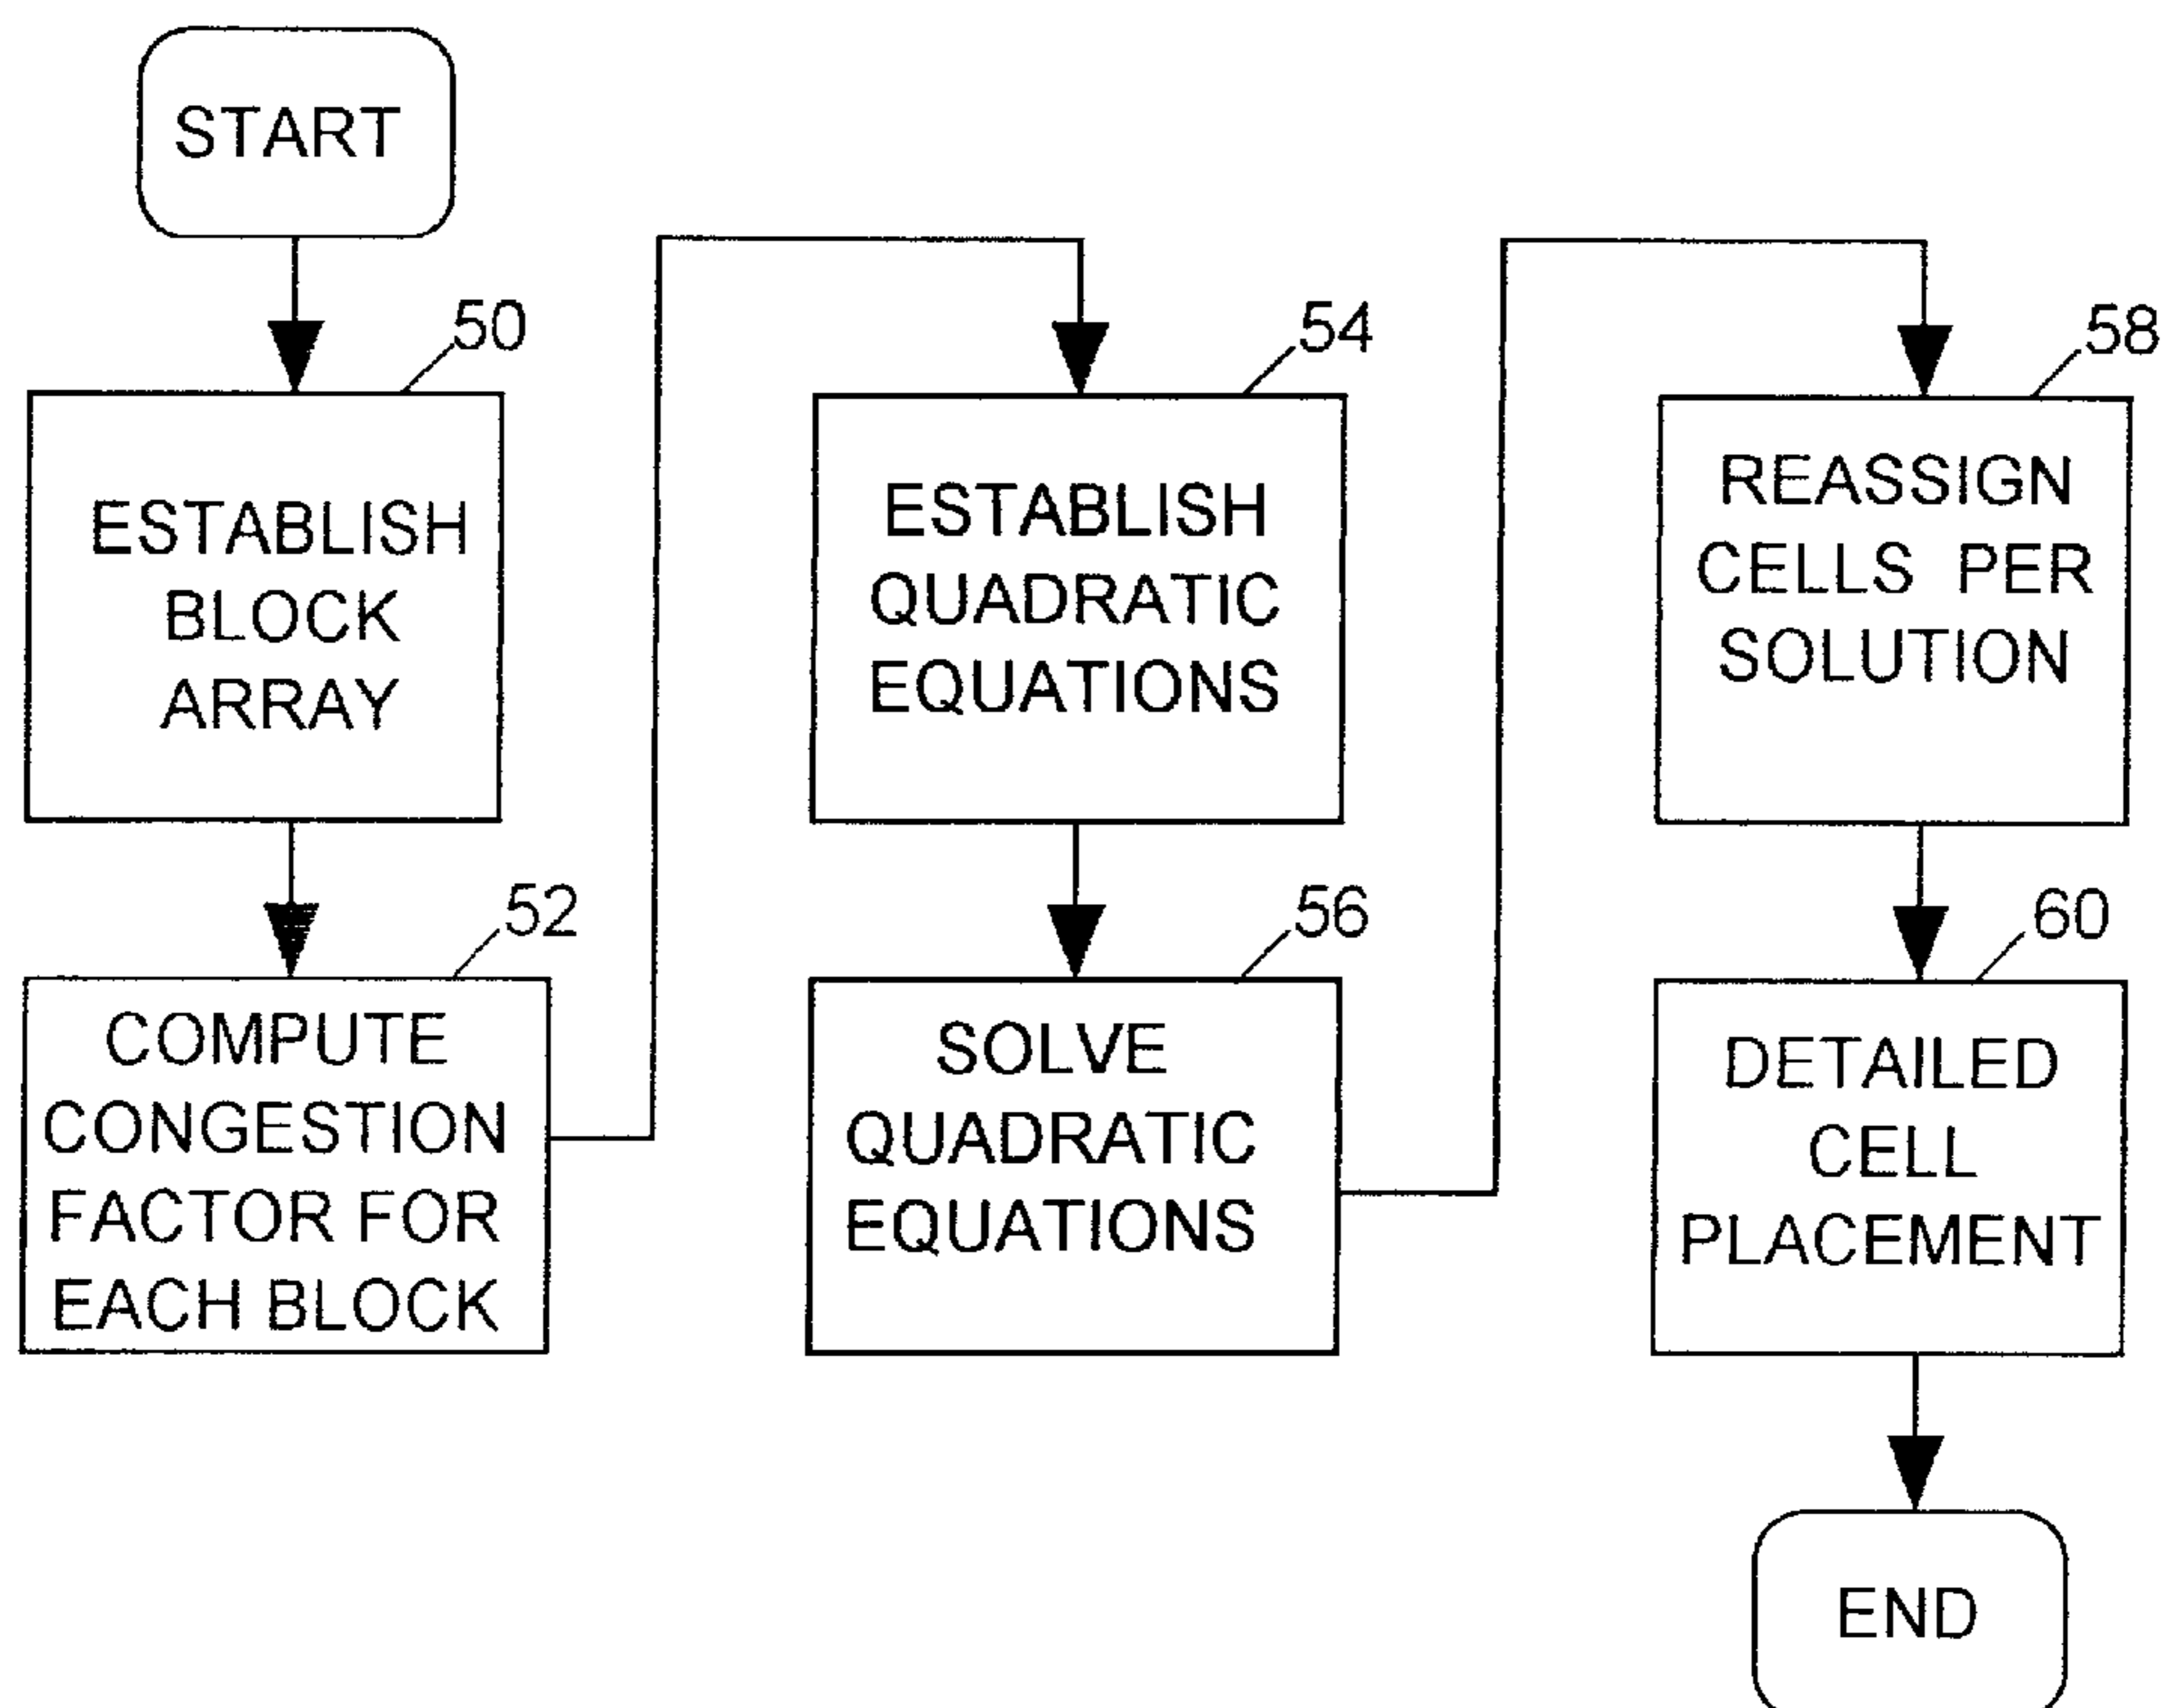 START
50
ESTABLISH
BLOCK
ARRAY
52
COMPUTE
CONGESTION
FACTOR FOR
EACH BLOCK
54
ESTABLISH
QUADRATIC
EQUATIONS
56
SOLVE
QUADRATIC
EQUATIONS
58
REASSIGN
CELLS PER
SOLUTION
60
DETAILED
CELL
PLACEMENT
END